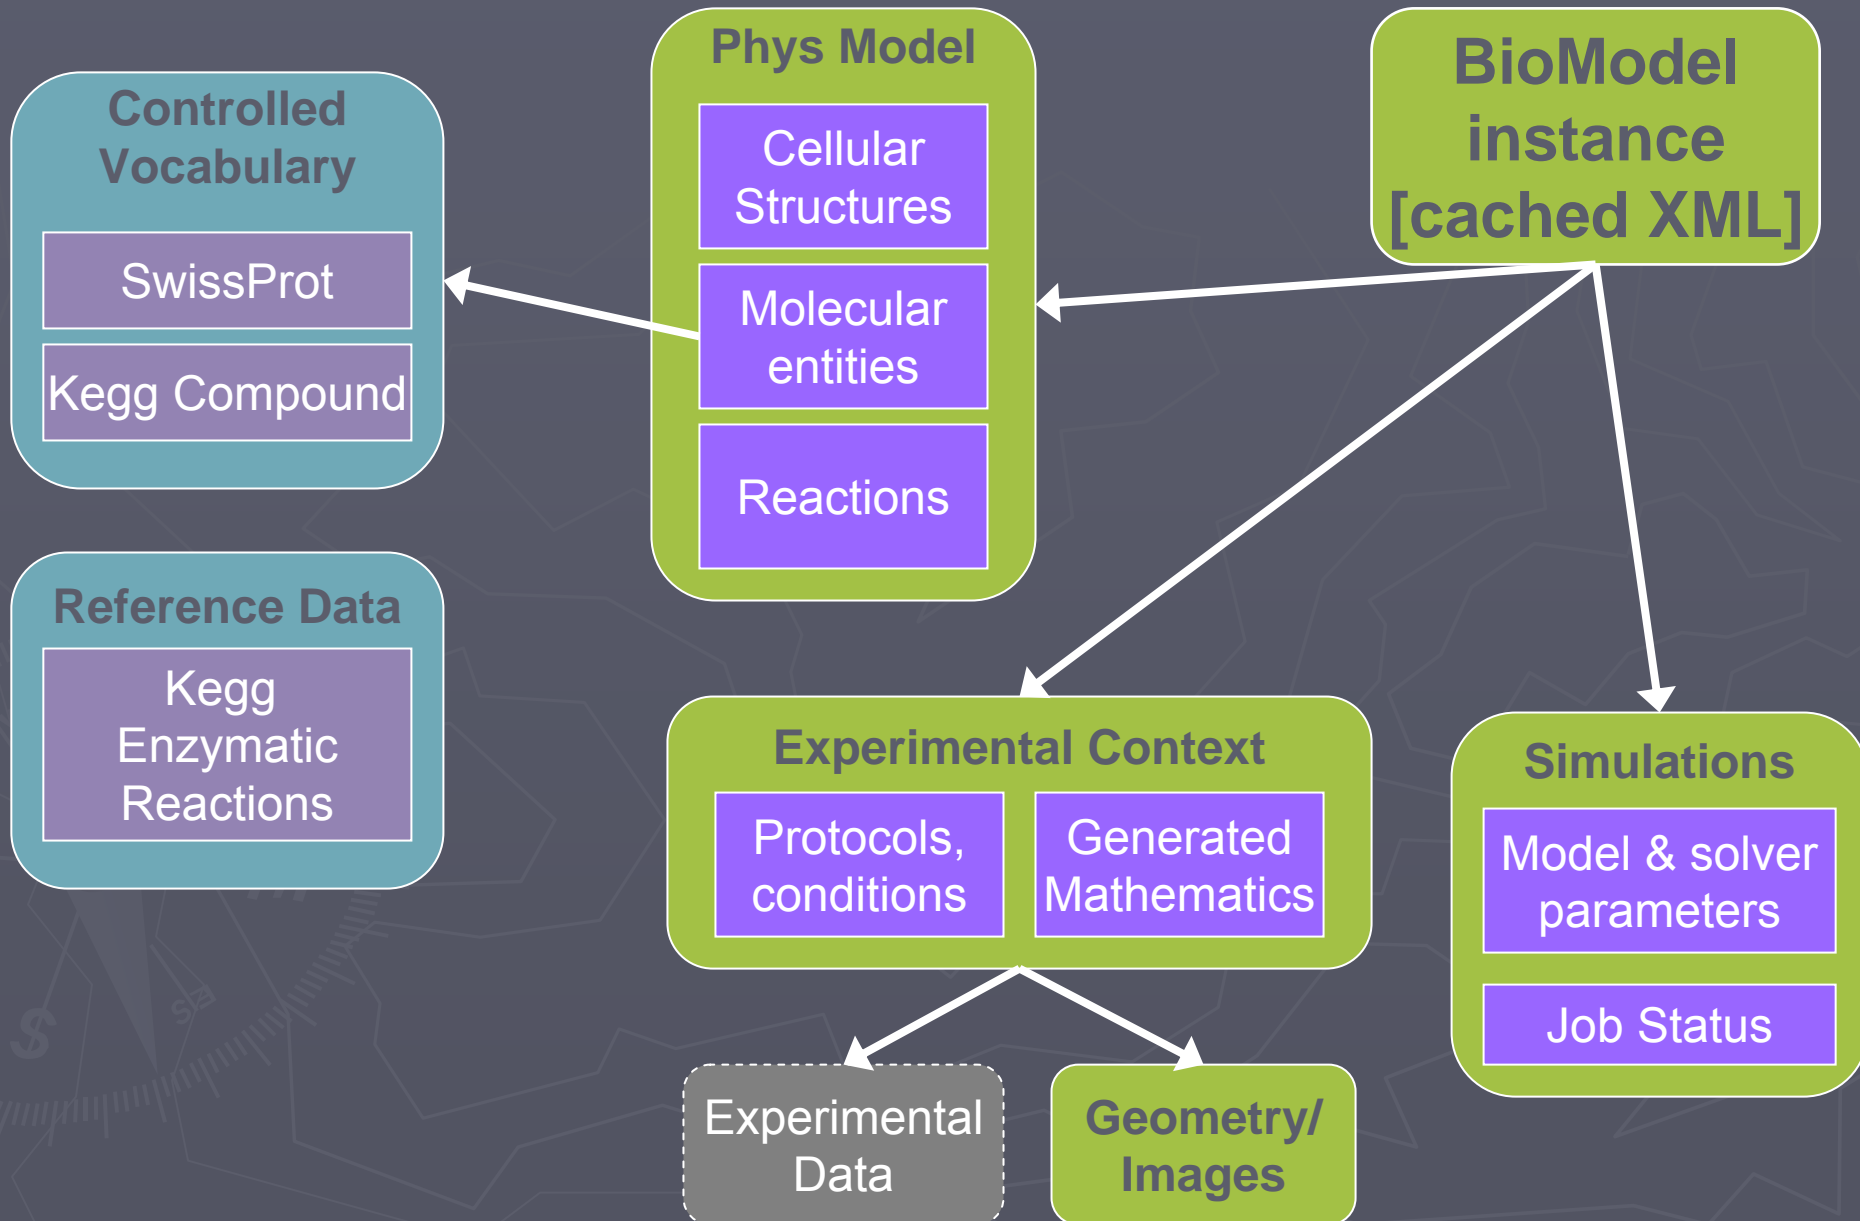 Phys Model
Cellular
Structures
Molecular
entities
Reactions
BioModel
instance
[cached XML]
Controlled
Vocabulary
SwissProt
Kegg Compound
Reference Data
Kegg
Enzymatic
Reactions
Experimental Context
Protocols,
conditions
Generated
Mathematics
Simulations
Model & solver
parameters
Job Status
Experimental
Data
Geometry/
Images